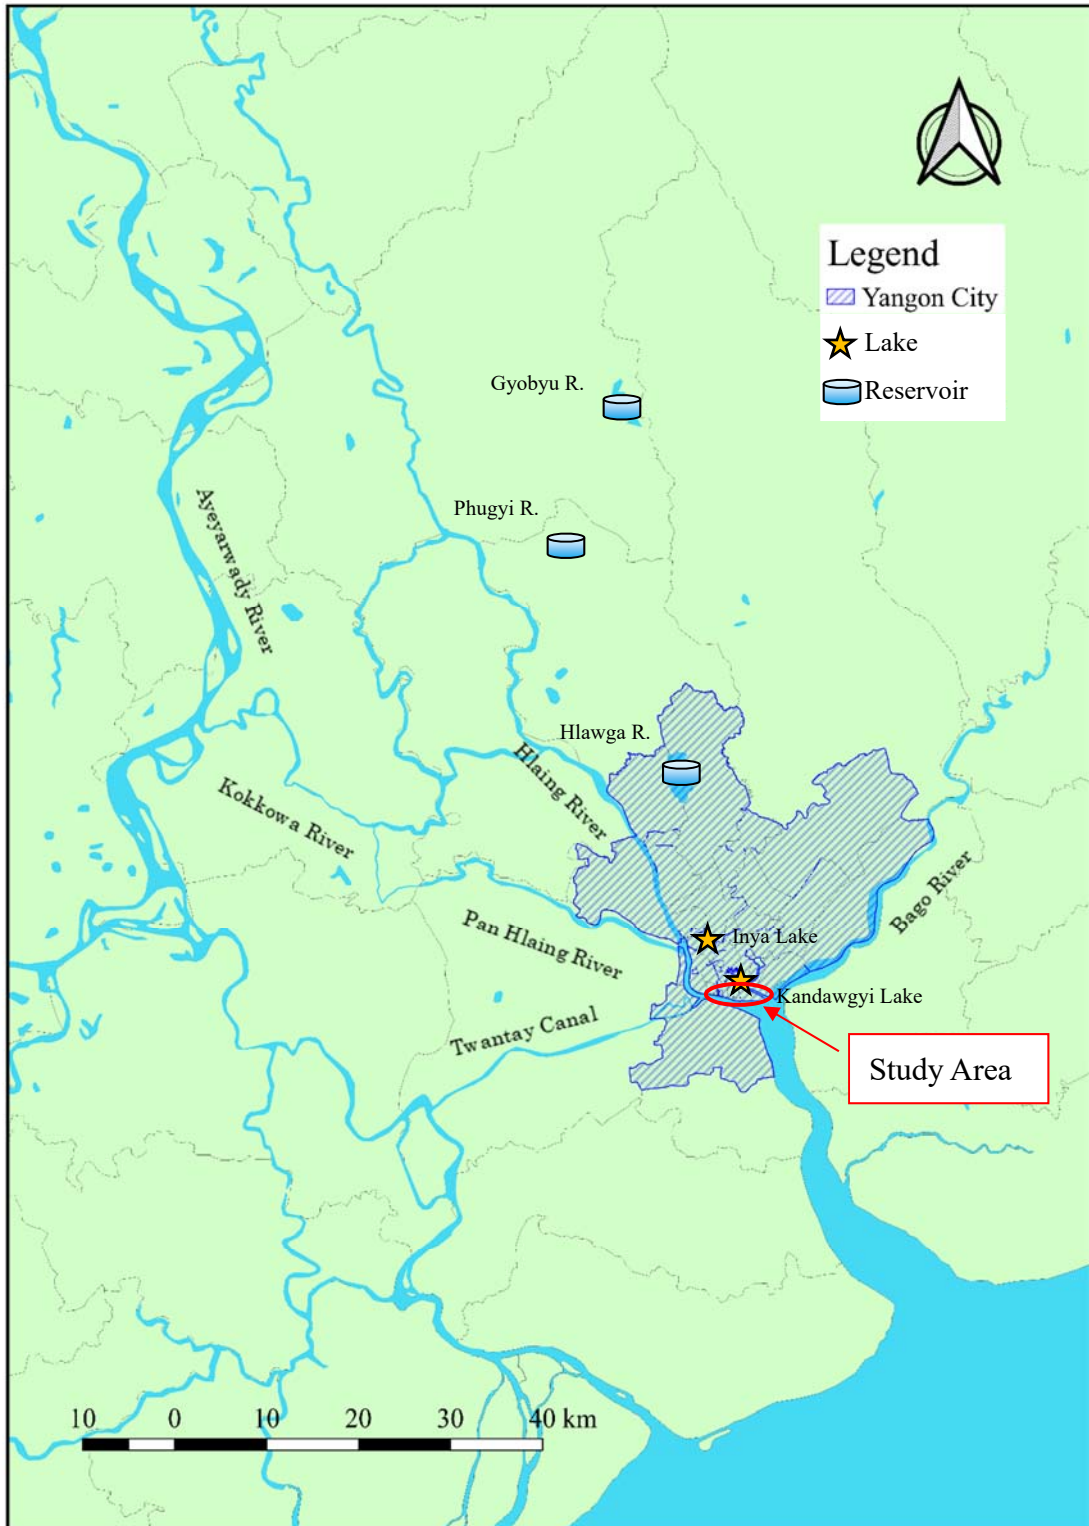 Legend
Yangon City
Lake
Reservoir
Gyobyu R.
Phugyi R.
Ayeyarwady River
Hlawga R.
Hlaing River
Kokkowa River
Bago River
Pan Hlaing River
Inya Lake
Kandawgyi Lake
Twantay Canal
Study Area
10 0 10 20 30 40 km